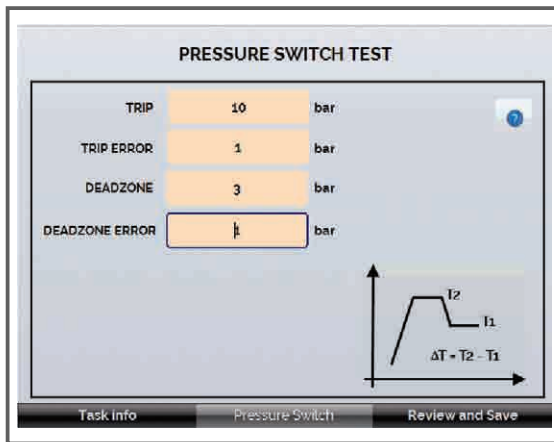 PRESSURE SWITCH TEST
TRIP 10 bar
?
TRIP ERROR 1 bar
DEADZONE 3 bar
DEADZONE ERROR 1 bar
T2
T1
ΔT = T2 - T1
Task info Pressure Switch Review and Save